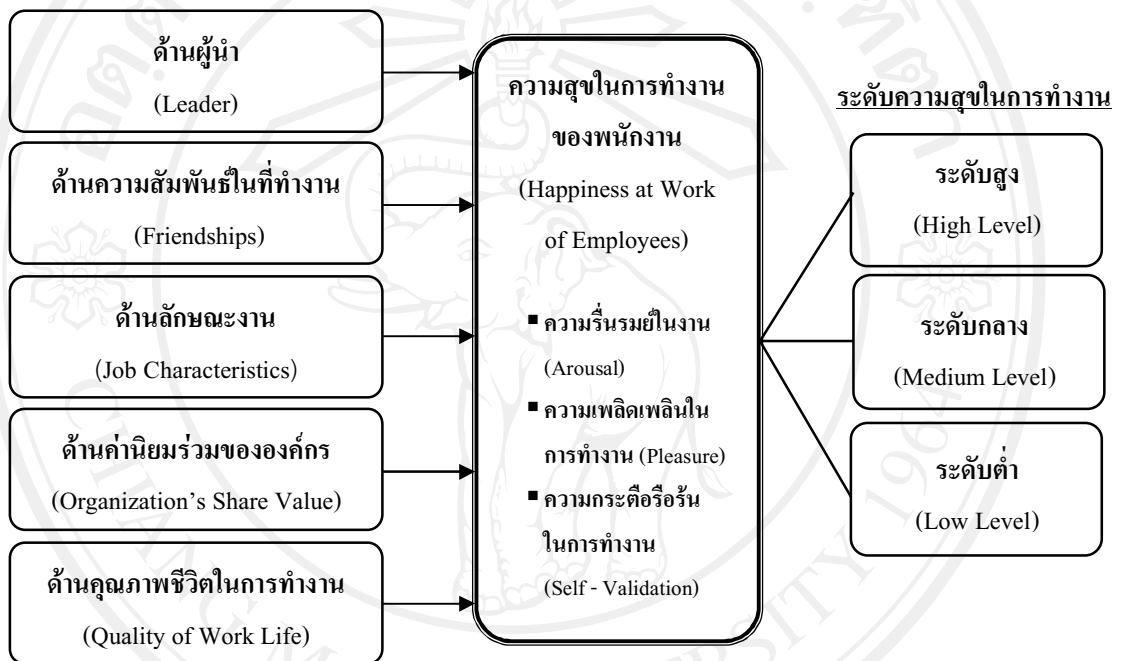 ด้านผู้นำ
(Leader)
ด้านความสัมพันธ์ในที่ทำงาน
(Friendships)
ด้านลักษณะงาน
(Job Characteristics)
ด้านค่านิยมร่วมขององค์กร
(Organization’s Share Value)
ด้านคุณภาพชีวิตในการทำงาน
(Quality of Work Life)
ความสุขในการทำงาน
ของพนักงาน
(Happiness at Work
of Employees)
▪ ความรื่นรมย์ในงาน
(Arousal)
▪ ความเพลิดเพลินใน
การทำงาน (Pleasure)
▪ ความกระตือรือร้น
ในการทำงาน
(Self - Validation)
ระดับความสุขในการทำงาน
ระดับสูง
(High Level)
ระดับกลาง
(Medium Level)
ระดับต่ำ
(Low Level)